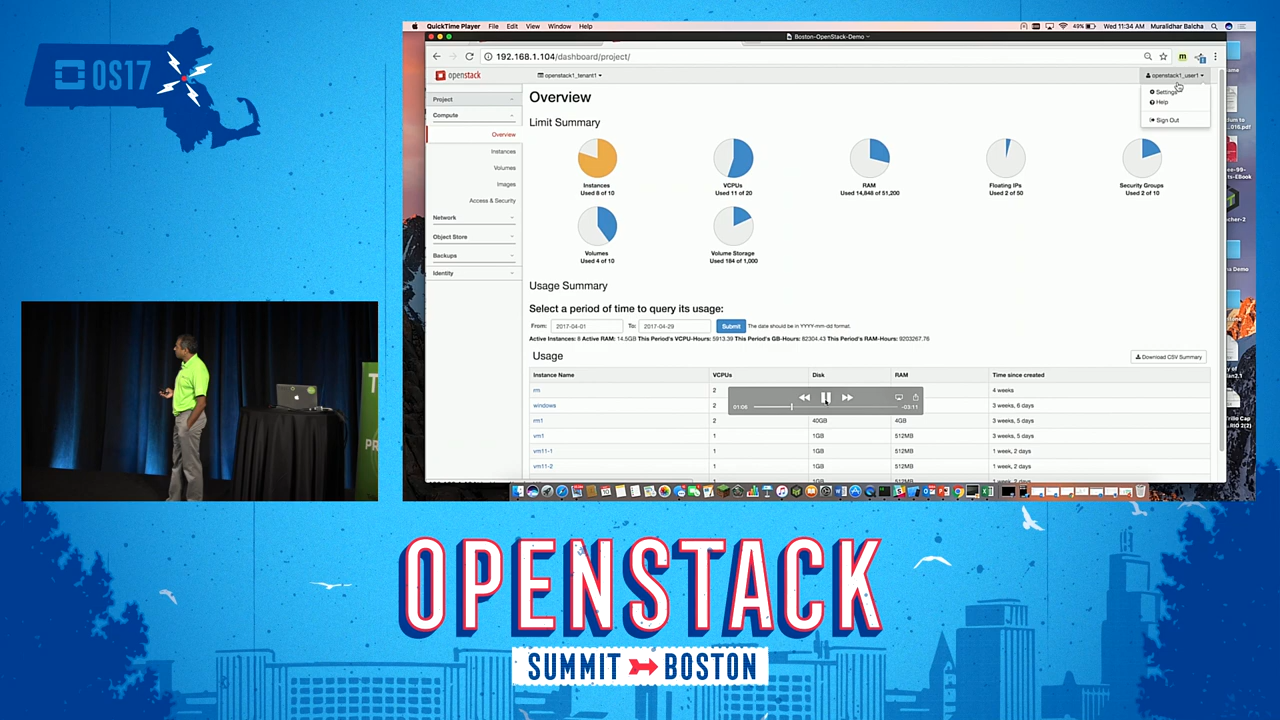 OS17
QuickTime Player File Edit View Window Help
49% Wed 11:34 AM Muralidhar Balcha
Boston-OpenStack-Demo
192.168.1.104/dashboard/project/
openstack
openstack1_tenant1
openstack1_user1
Settings
Help
Sign Out
Project
Compute
Overview
Instances
Volumes
Images
Access & Security
Network
Object Store
Backups
Identity
Overview
Limit Summary
Instances
Used 8 of 10
VCPUs
Used 11 of 20
RAM
Used 14,848 of 51,200
Floating IPs
Used 2 of 50
Security Groups
Used 2 of 10
Volumes
Used 4 of 10
Volume Storage
Used 184 of 1,000
Usage Summary
Select a period of time to query its usage:
From: 2017-04-01 To: 2017-04-29 Submit The date should be in YYYY-mm-dd format.
Active Instances: 8 Active RAM: 14.5GB This Period's VCPU-Hours: 5913.39 This Period's GB-Hours: 82304.43 This Period's RAM-Hours: 9203267.76
Usage
Download CSV Summary
Instance Name VCPUs Disk RAM Time since created
rm 2 4 weeks
windows 2 3 weeks, 6 days
rm1 2 40GB 4GB 3 weeks, 5 days
vm1 1 1GB 512MB 3 weeks, 5 days
vm11-1 1 1GB 512MB 1 week, 2 days
vm11-2 1 1GB 512MB 1 week, 2 days
01:06 -03:11
OPENSTACK
SUMMIT BOSTON